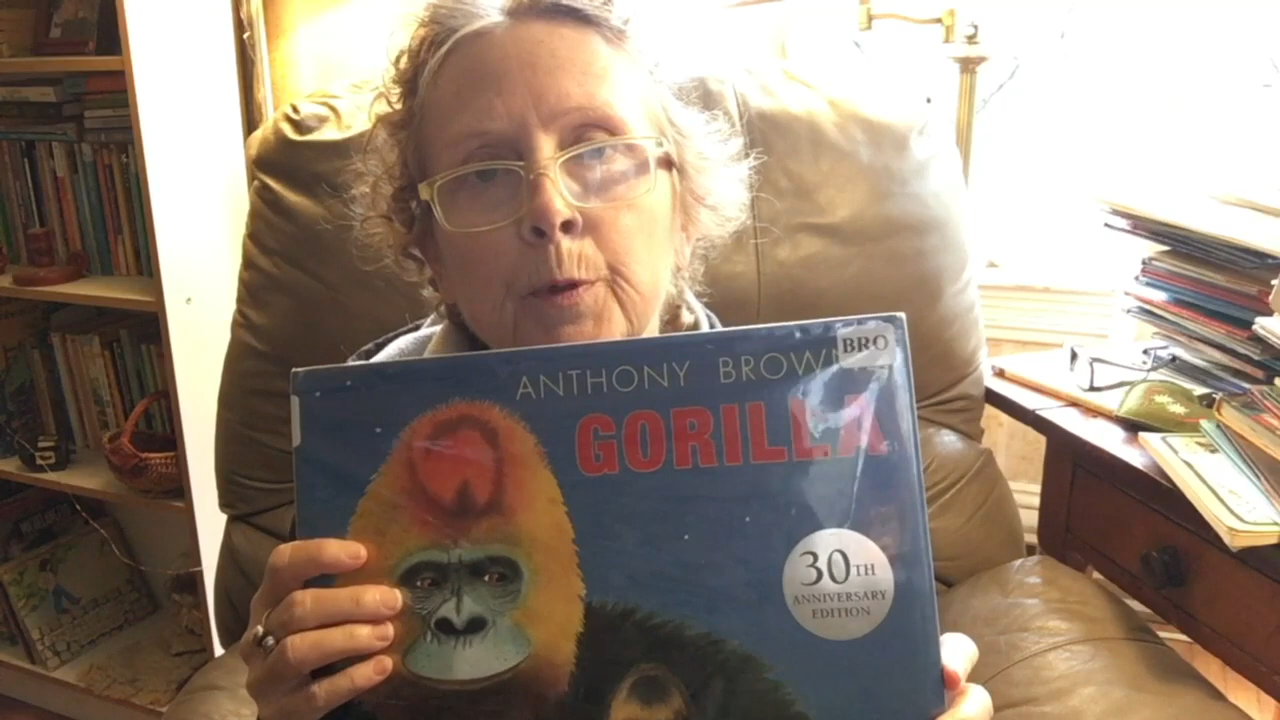 ANTHONY BROWN
BRO
GORILLA
30TH
ANNIVERSARY
EDITION